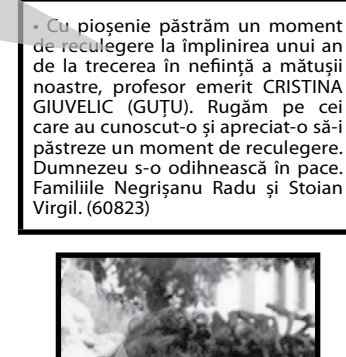 • Cu pioșenie păstrăm un moment
de reculegere la împlinirea unui an
de la trecerea în neființă a mătușii
noastre, profesor emerit CRISTINA
GIUVELIC (GUȚU). Rugăm pe cei
care au cunoscut-o și apreciat-o să-i
păstreze un moment de reculegere.
Dumnezeu s-o odihnească în pace.
Familiile Negrișanu Radu și Stoian
Virgil. (60823)